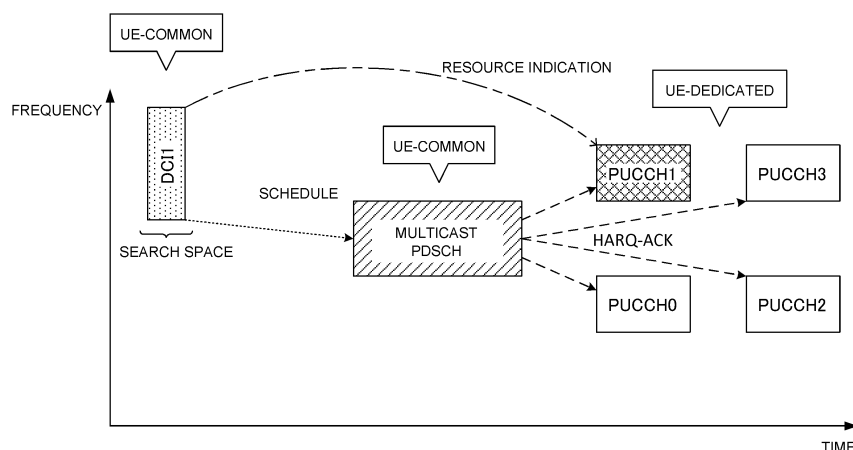 UE-COMMON
RESOURCE INDICATION
UE-DEDICATED
FREQUENCY
DCI1
UE-COMMON
PUCCH1
PUCCH3
SCHEDULE
MULTICAST
PDSCH
HARQ-ACK
SEARCH SPACE
PUCCH0
PUCCH2
TIME